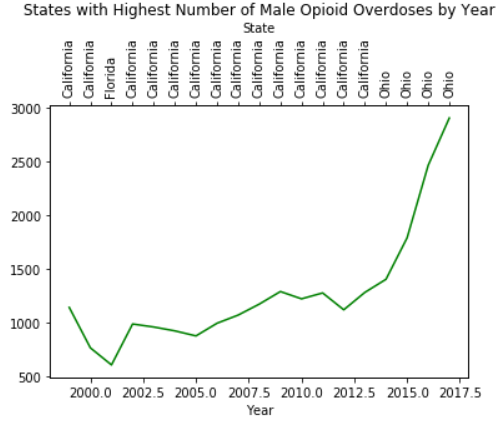 States with Highest Number of Male Opioid Overdoses by Year
State
California California Florida California California California California California California California California California California California California Ohio Ohio Ohio Ohio
3000
2500
2000
1500
1000
500
2000.0 2002.5 2005.0 2007.5 2010.0 2012.5 2015.0 2017.5
Year